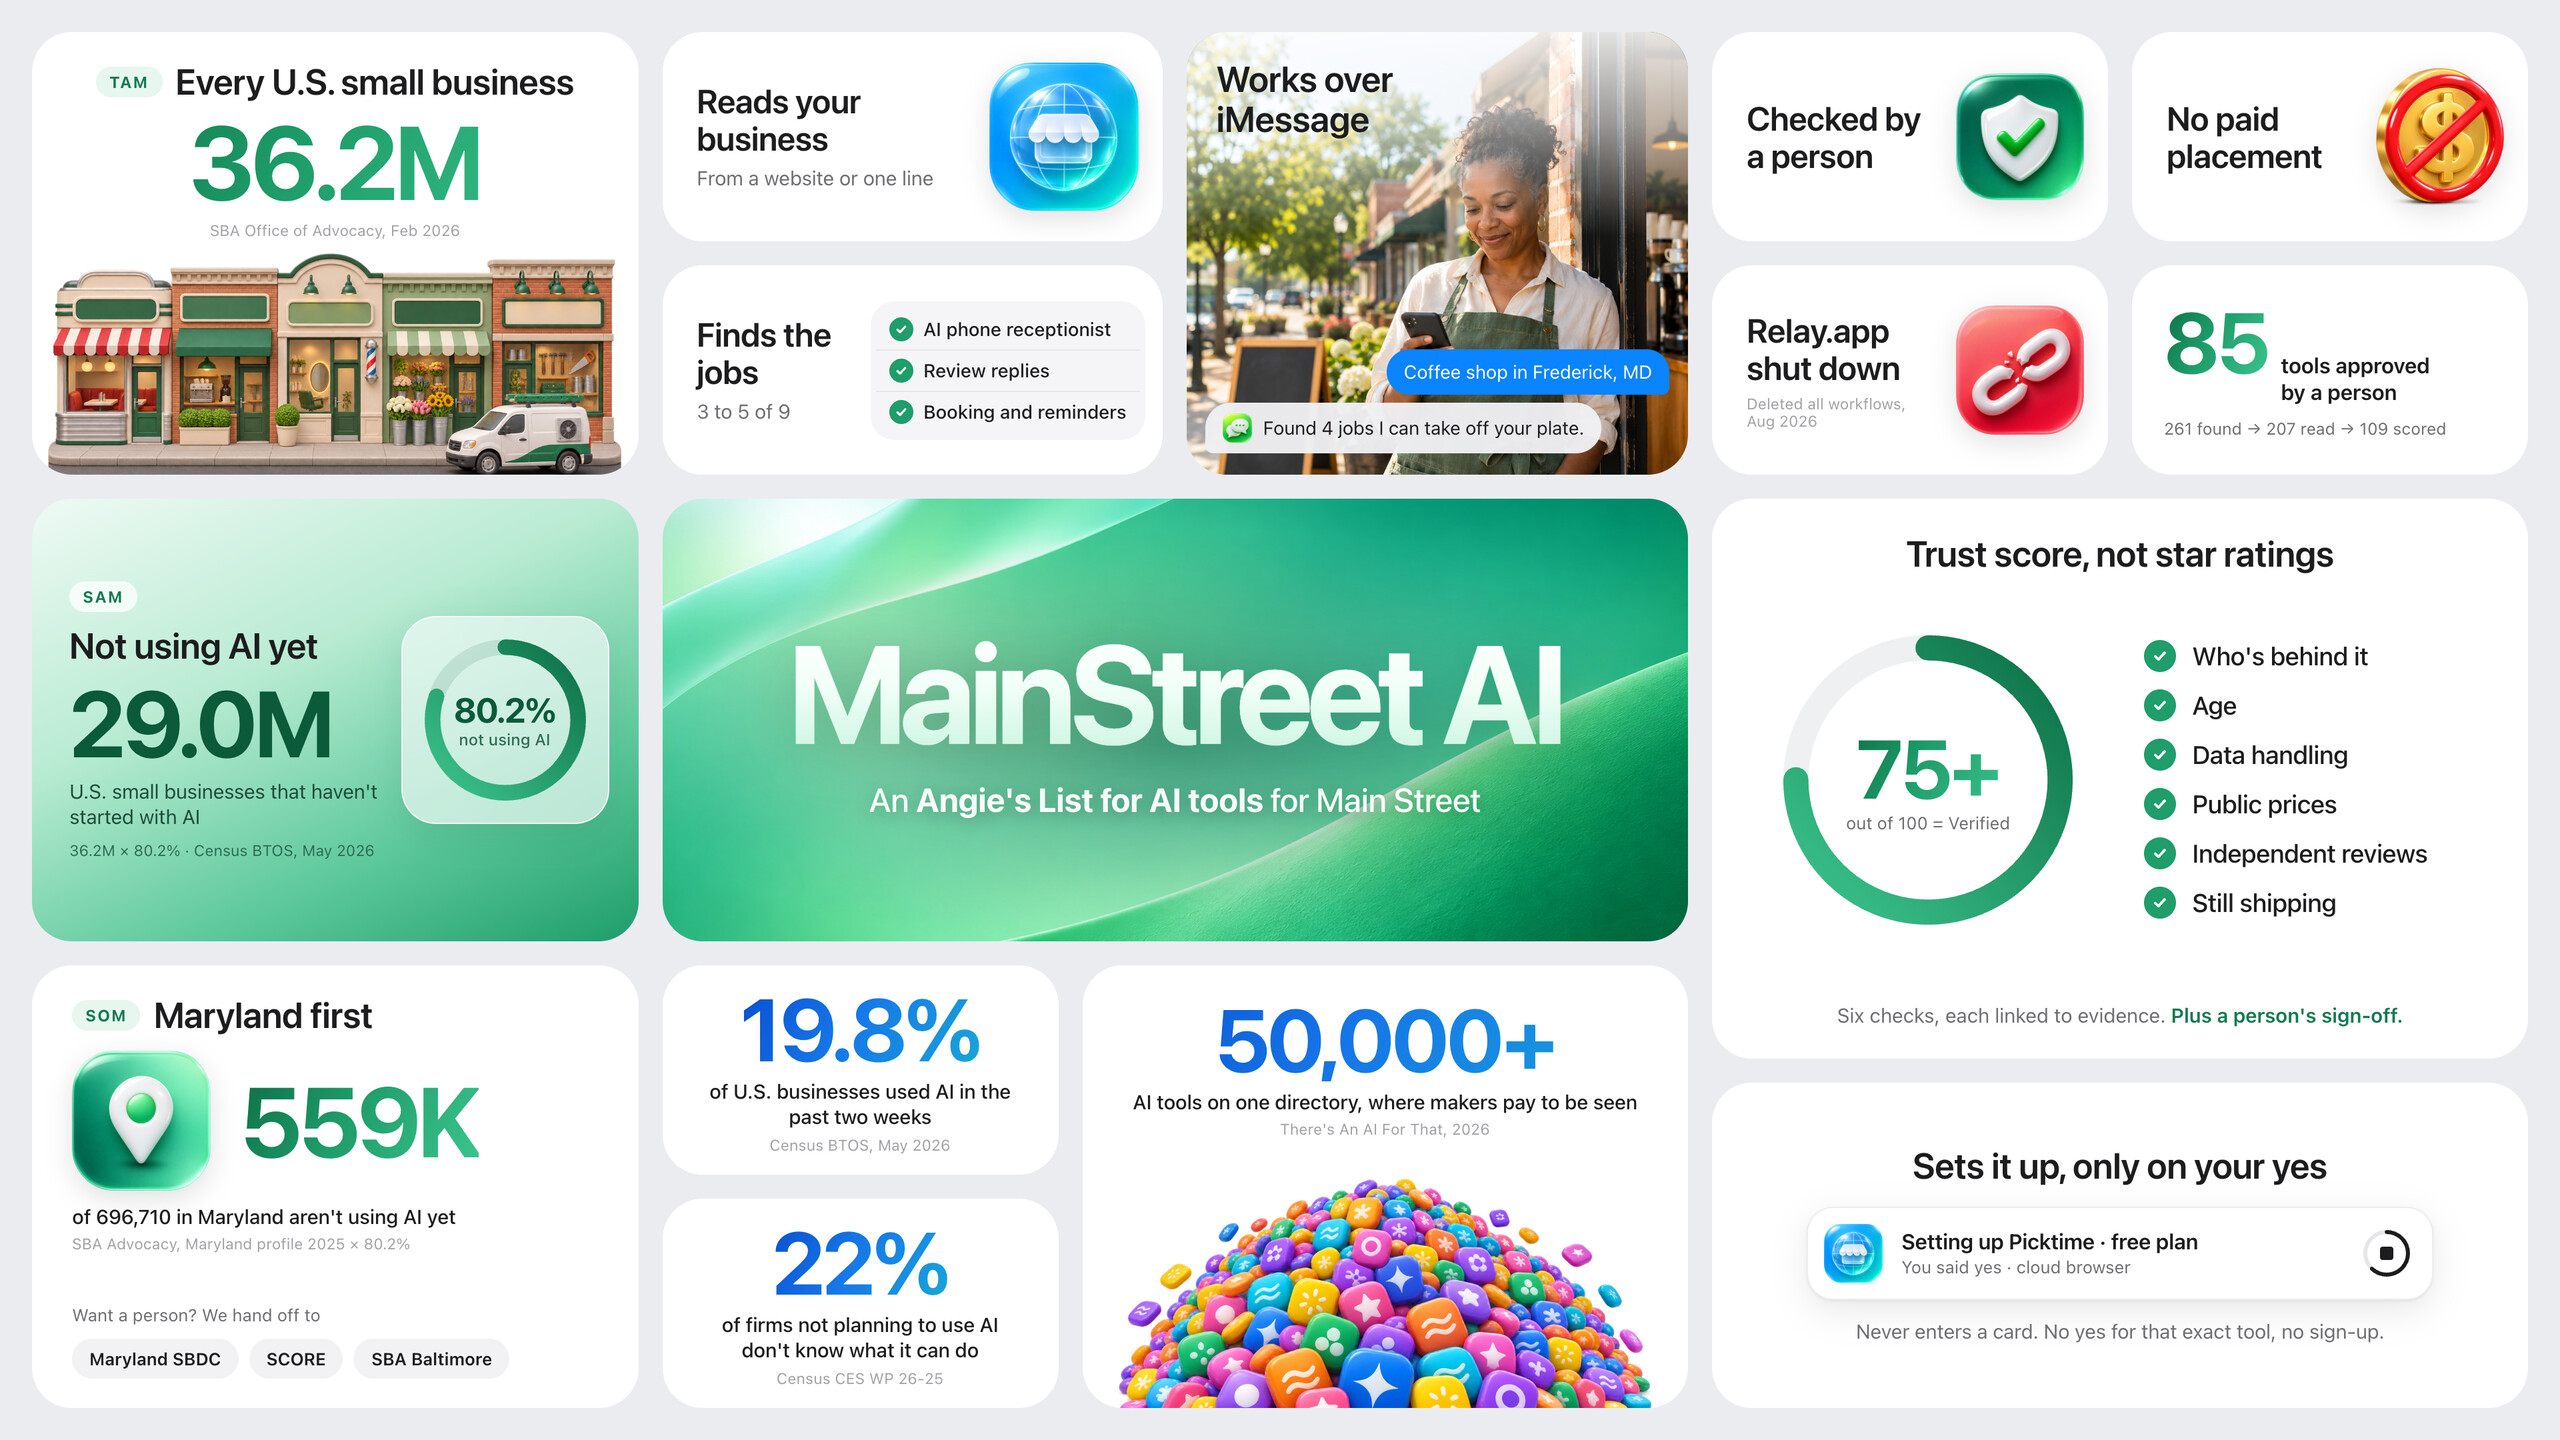 TAM Every U.S. small business
36.2M
SBA Office of Advocacy, Feb 2026
Reads your
business
From a website or one line
Finds the
jobs
3 to 5 of 9
AI phone receptionist
Review replies
Booking and reminders
Works over
iMessage
Coffee shop in Frederick, MD
Found 4 jobs I can take off your plate.
Checked by
a person
No paid
placement
Relay.app
shut down
Deleted all workflows,
Aug 2026
85 tools approved
by a person
261 found → 207 read → 109 scored
SAM
Not using AI yet
29.0M
U.S. small businesses that haven't
started with AI
36.2M × 80.2% · Census BTOS, May 2026
80.2%
not using AI
MainStreet AI
An Angie's List for AI tools for Main Street
Trust score, not star ratings
75+
out of 100 = Verified
Who's behind it
Age
Data handling
Public prices
Independent reviews
Still shipping
Six checks, each linked to evidence. Plus a person's sign-off.
SOM Maryland first
559K
of 696,710 in Maryland aren't using AI yet
SBA Advocacy, Maryland profile 2025 × 80.2%
Want a person? We hand off to
Maryland SBDC SCORE SBA Baltimore
19.8%
of U.S. businesses used AI in the
past two weeks
Census BTOS, May 2026
22%
of firms not planning to use AI
don't know what it can do
Census CES WP 26-25
50,000+
AI tools on one directory, where makers pay to be seen
There's An AI For That, 2026
Sets it up, only on your yes
Setting up Picktime · free plan
You said yes · cloud browser
Never enters a card. No yes for that exact tool, no sign-up.